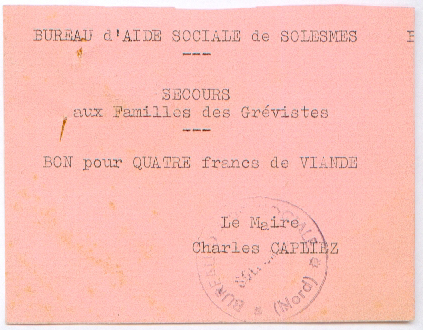 BUREAU d'AIDE SOCIALE de SOLESMES
SECOURS
aux Familles des Grévistes
BON pour QUATRE francs de VIANDE
Le Maire
Charles CAPLIEZ
(Nord)